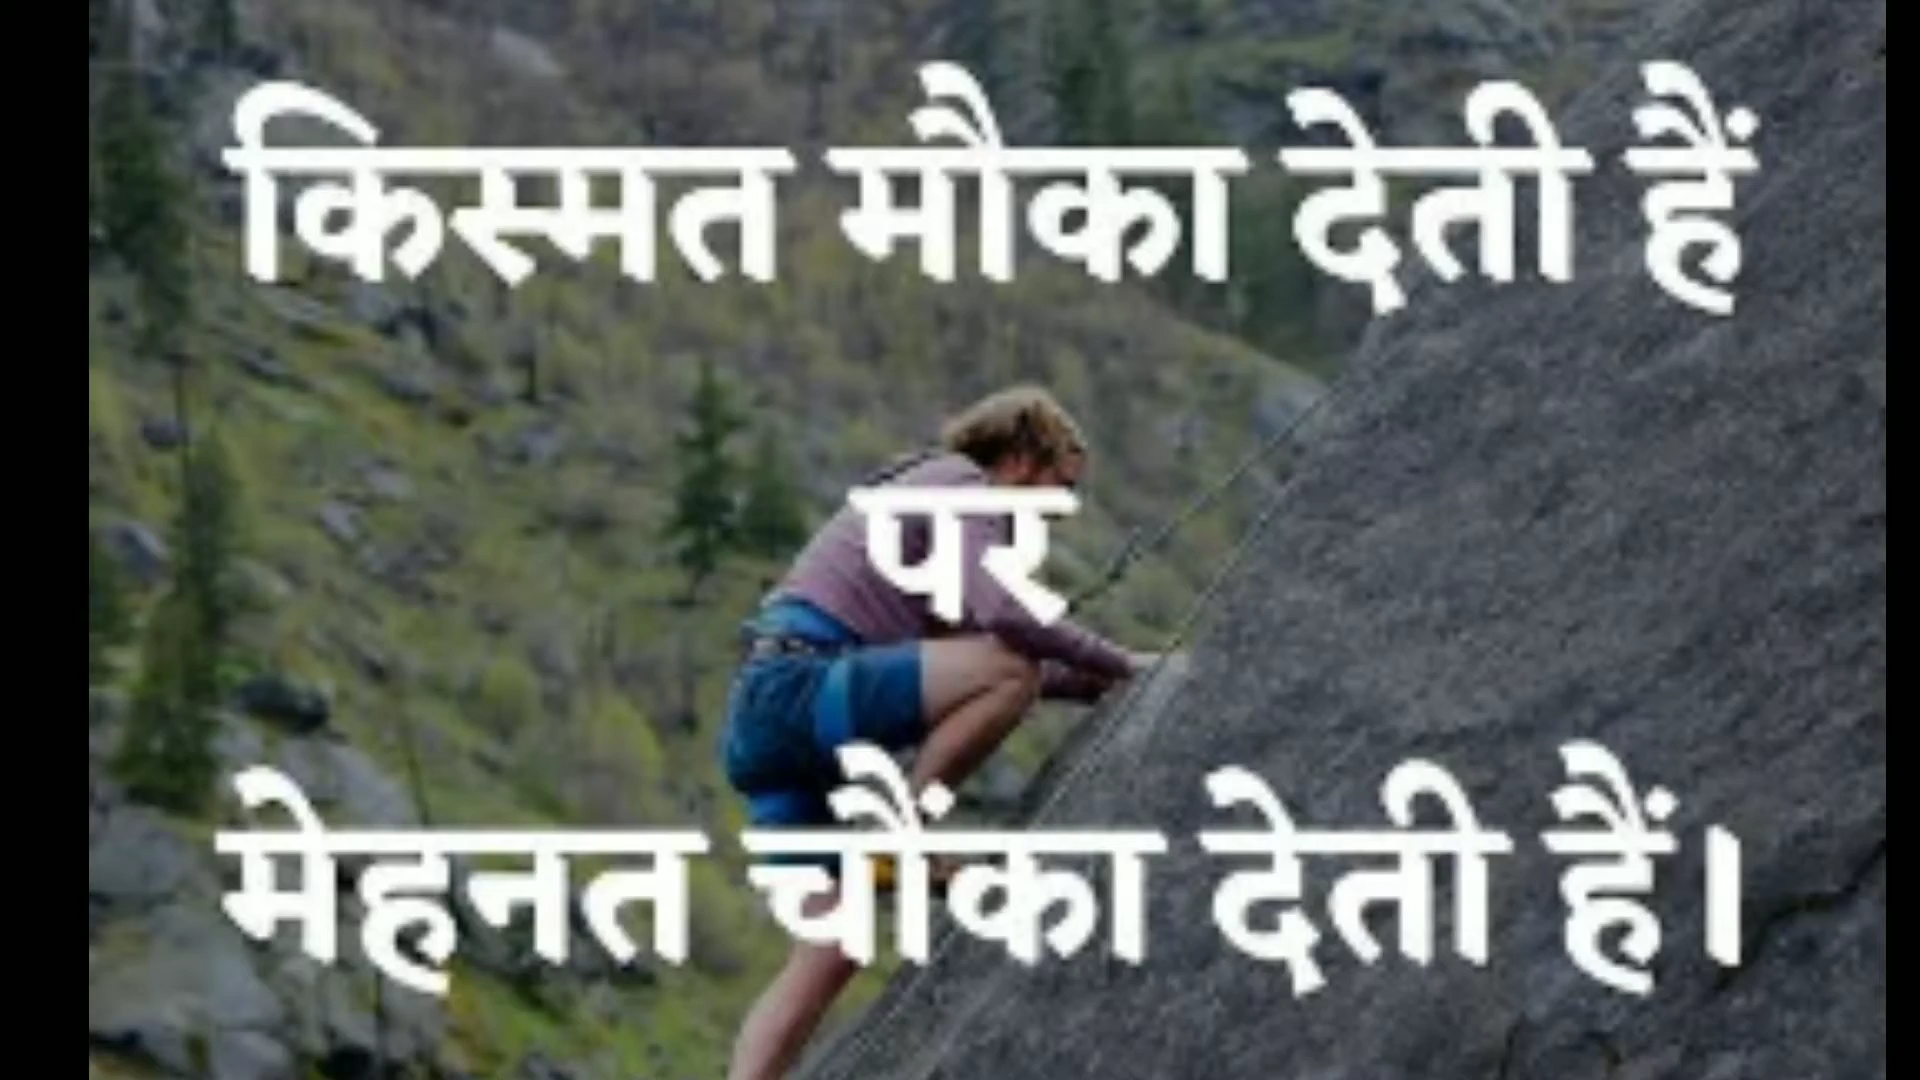 किस्मत मौका देती हैं
पर
मेहनत चौंका देती हैं।